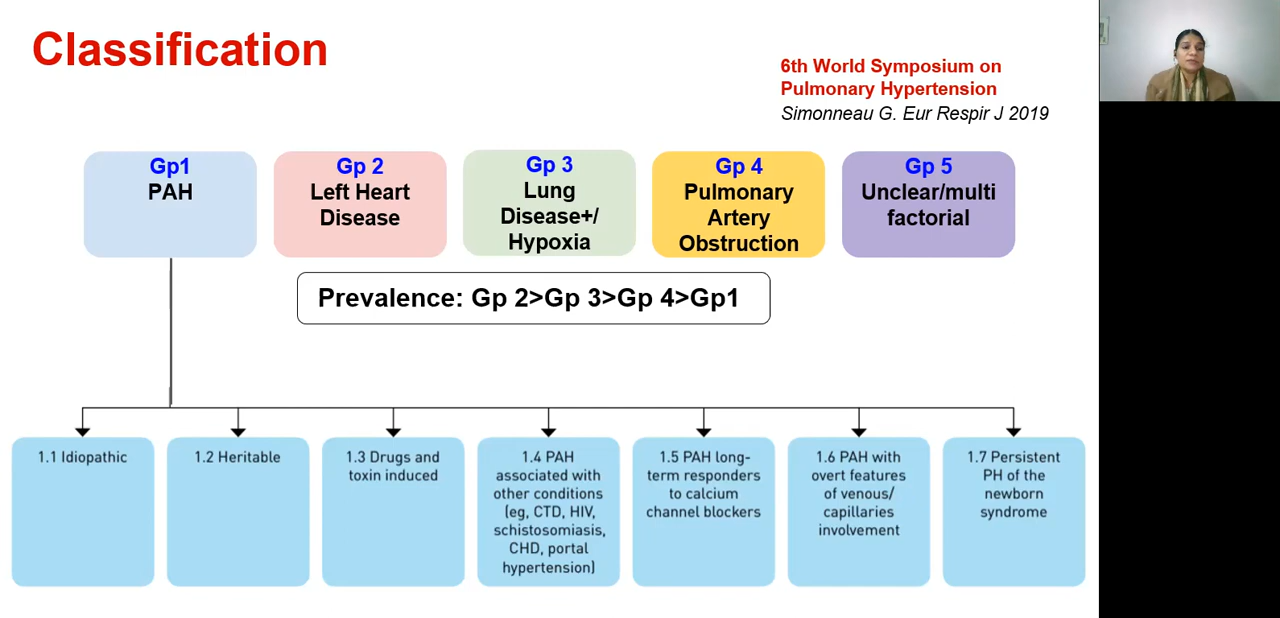 Classification
6th World Symposium on
Pulmonary Hypertension
Simonneau G. Eur Respir J 2019
Gp1
PAH
Gp 2
Left Heart
Disease
Gp 3
Lung
Disease+/
Hypoxia
Gp 4
Pulmonary
Artery
Obstruction
Gp 5
Unclear/multi
factorial
Prevalence: Gp 2>Gp 3>Gp 4>Gp1
1.1 Idiopathic
1.2 Heritable
1.3 Drugs and
toxin induced
1.4 PAH
associated with
other conditions
(eg, CTD, HIV,
schistosomiasis,
CHD, portal
hypertension)
1.5 PAH long-
term responders
to calcium
channel blockers
1.6 PAH with
overt features
of venous/
capillaries
involvement
1.7 Persistent
PH of the
newborn
syndrome